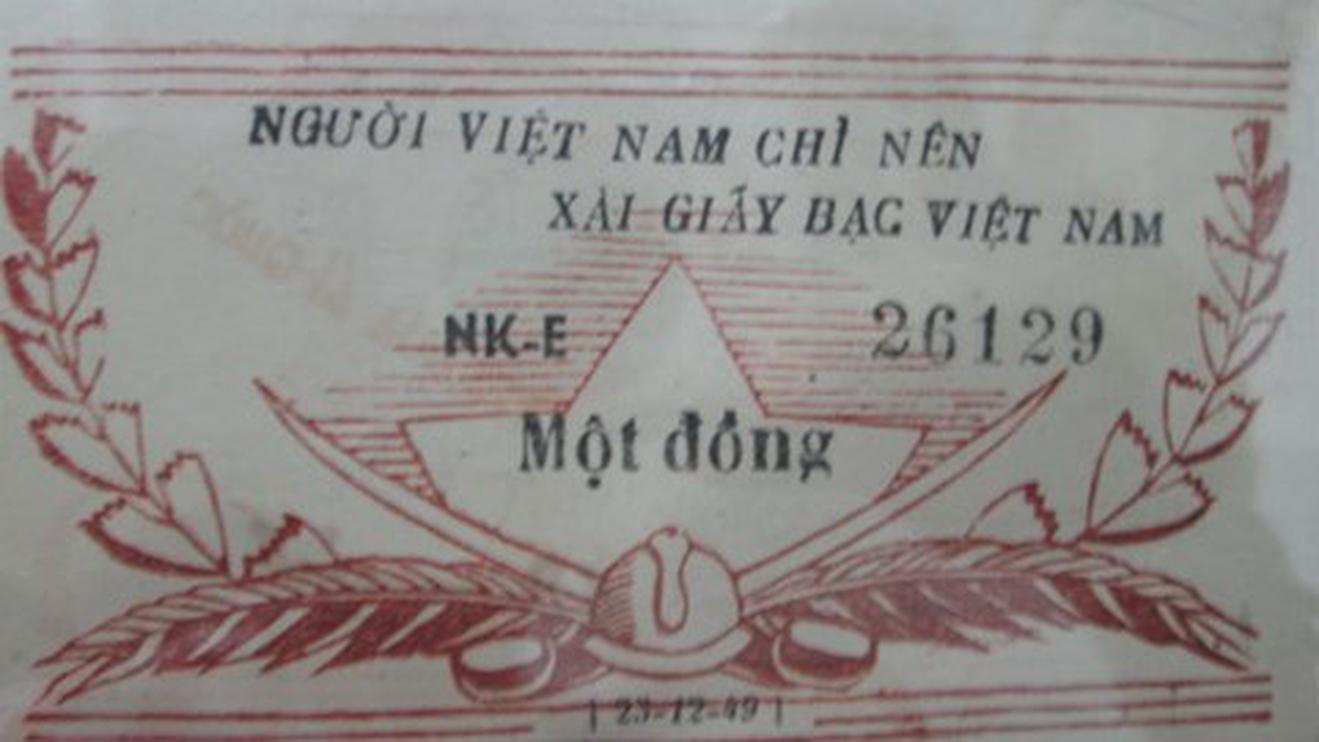 NGƯỜI VIỆT NAM CHỈ NÊN
XÀI GIẤY BẠC VIỆT NAM
NK-E 26129
Một đồng
23-12-49